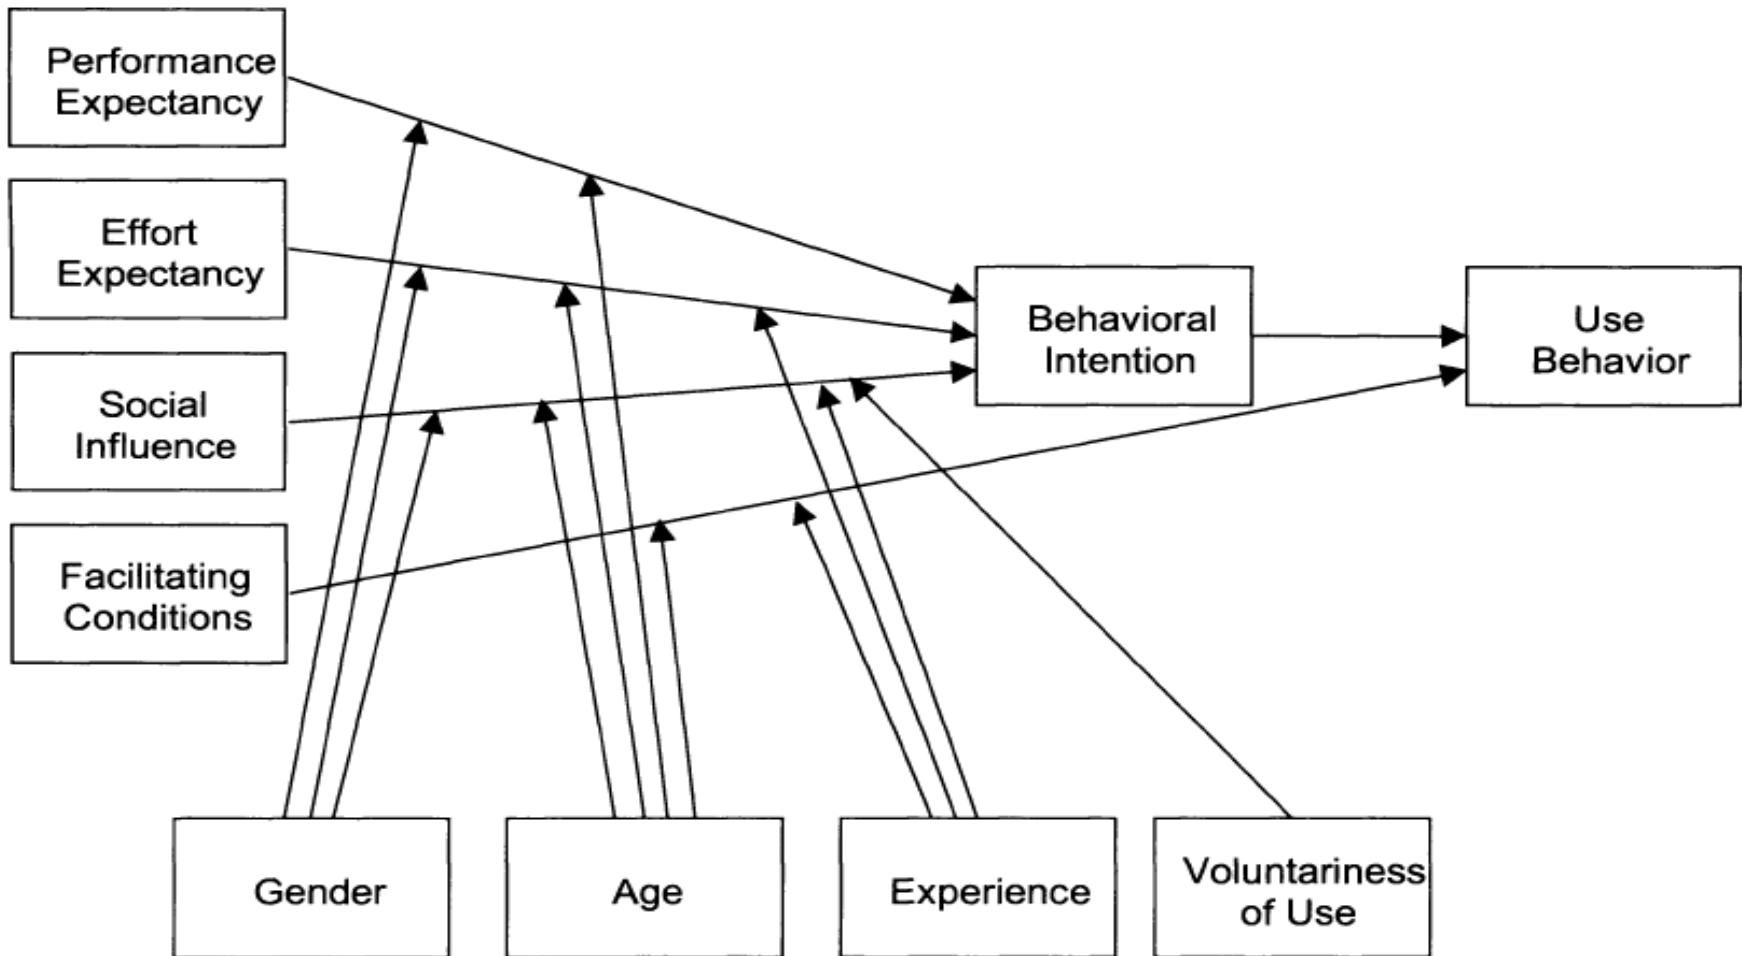 Performance
Expectancy
Effort
Expectancy
Social
Influence
Facilitating
Conditions
Behavioral
Intention
Use
Behavior
Gender
Age
Experience
Voluntariness
of Use